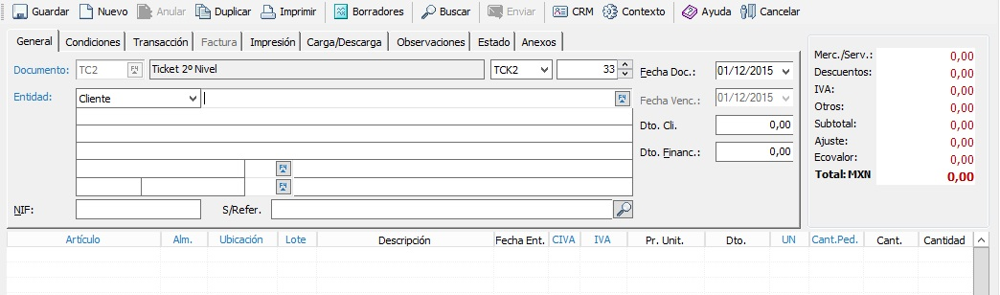 Guardar Nuevo Anular Duplicar Imprimir Borradores Buscar Enviar CRM Contexto Ayuda Cancelar
General Condiciones Transacción Factura Impresión Carga/Descarga Observaciones Estado Anexos
Documento: TC2 F4 Ticket 2º Nivel TCK2 33 Fecha Doc.: 01/12/2015
Entidad: Cliente F4 Fecha Venc.: 01/12/2015
Dto. Cli. 0,00
Dto. Financ.: 0,00
F4
F4
NIF: S/Refer.
Merc./Serv.: 0,00
Descuentos: 0,00
IVA: 0,00
Otros: 0,00
Subtotal: 0,00
Ajuste: 0,00
Ecovalor: 0,00
Total: MXN 0,00
Artículo Alm. Ubicación Lote Descripción Fecha Ent. CIVA IVA Pr. Unit. Dto. UN Cant.Ped. Cant. Cantidad